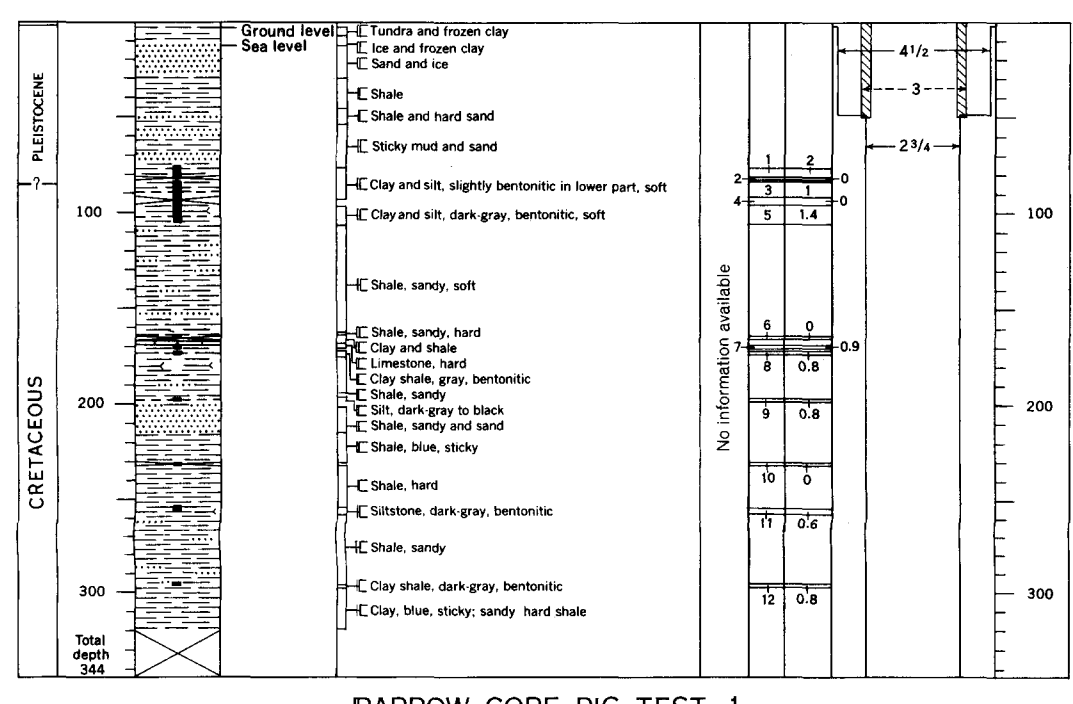 PLEISTOCENE
?
CRETACEOUS
100
200
300
Total
depth
344
Ground level
Sea level
Tundra and frozen clay
Ice and frozen clay
Sand and ice
Shale
Shale and hard sand
Sticky mud and sand
Clay and silt, slightly bentonitic in lower part, soft
Clay and silt, dark-gray, bentonitic, soft
Shale, sandy, soft
Shale, sandy, hard
Clay and shale
Limestone, hard
Clay shale, gray, bentonitic
Shale, sandy
Silt, dark-gray to black
Shale, sandy and sand
Shale, blue, sticky
Shale, hard
Siltstone, dark-gray, bentonitic
Shale, sandy
Clay shale, dark-gray, bentonitic
Clay, blue, sticky; sandy hard shale
No information available
1 2
2 0
3 1
4 0
5 1.4
6 0
7 0.9
8 0.8
9 0.8
10 0
11 0.6
12 0.8
4 1/2
3
2 3/4
100
200
300
BARROW CORE RIG TEST 1